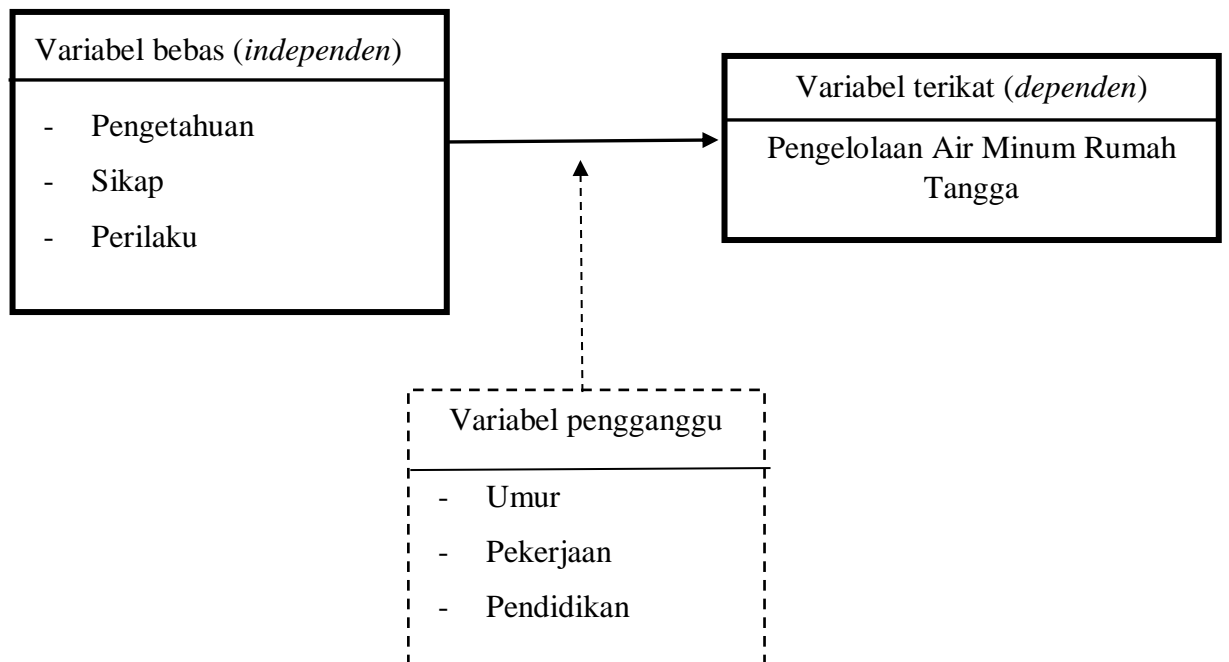 Variabel bebas (independen)
- Pengetahuan
- Sikap
- Perilaku
Variabel terikat (dependen)
Pengelolaan Air Minum Rumah
Tangga
Variabel pengganggu
- Umur
- Pekerjaan
- Pendidikan